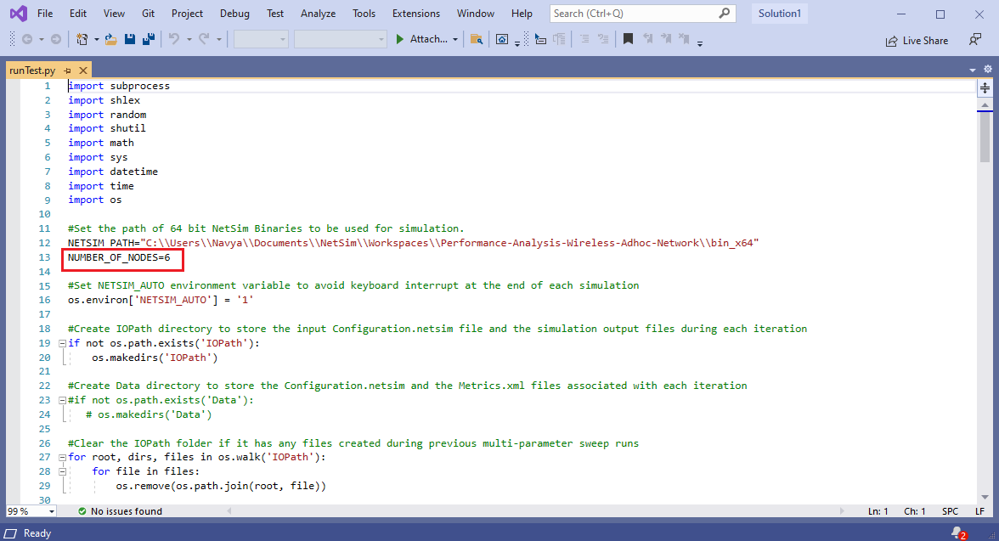 File Edit View Git Project Debug Test Analyze Tools Extensions Window Help Search (Ctrl+Q) Solution1
Attach... Live Share
runTest.py
1 import subprocess
2 import shlex
3 import random
4 import shutil
5 import math
6 import sys
7 import datetime
8 import time
9 import os
10
11 #Set the path of 64 bit NetSim Binaries to be used for simulation.
12 NETSIM_PATH="C:\\Users\\Navya\\Documents\\NetSim\\Workspaces\\Performance-Analysis-Wireless-Adhoc-Network\\bin_x64"
13 NUMBER_OF_NODES=6
14
15 #Set NETSIM_AUTO environment variable to avoid keyboard interrupt at the end of each simulation
16 os.environ['NETSIM_AUTO'] = '1'
17
18 #Create IOPath directory to store the input Configuration.netsim file and the simulation output files during each iteration
19 if not os.path.exists('IOPath'):
20     os.makedirs('IOPath')
21
22 #Create Data directory to store the Configuration.netsim and the Metrics.xml files associated with each iteration
23 #if not os.path.exists('Data'):
24    # os.makedirs('Data')
25
26 #Clear the IOPath folder if it has any files created during previous multi-parameter sweep runs
27 for root, dirs, files in os.walk('IOPath'):
28     for file in files:
29         os.remove(os.path.join(root, file))
30
99 % No issues found Ln: 1 Ch: 1 SPC LF
Ready 2